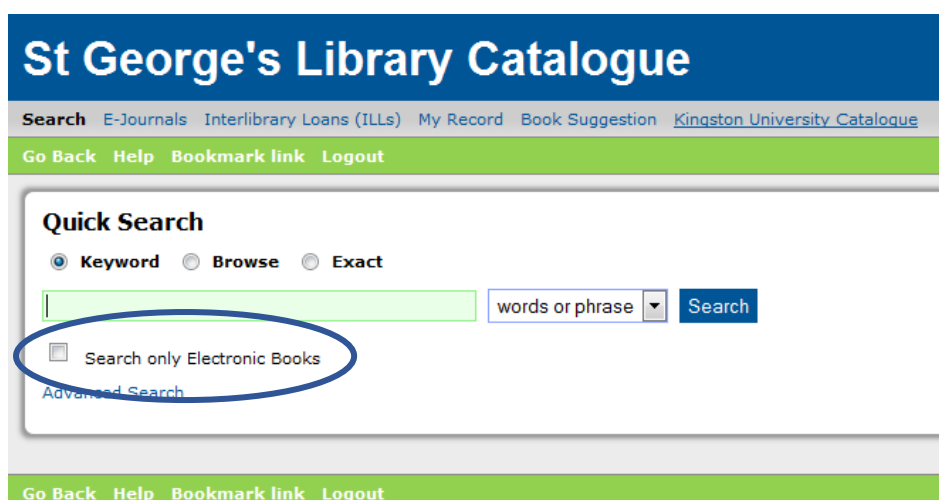 St George's Library Catalogue
Search E-Journals Interlibrary Loans (ILLs) My Record Book Suggestion Kingston University Catalogue
Go Back Help Bookmark link Logout
Quick Search
Keyword Browse Exact
words or phrase Search
Search only Electronic Books
Advanced Search
Go Back Help Bookmark link Logout